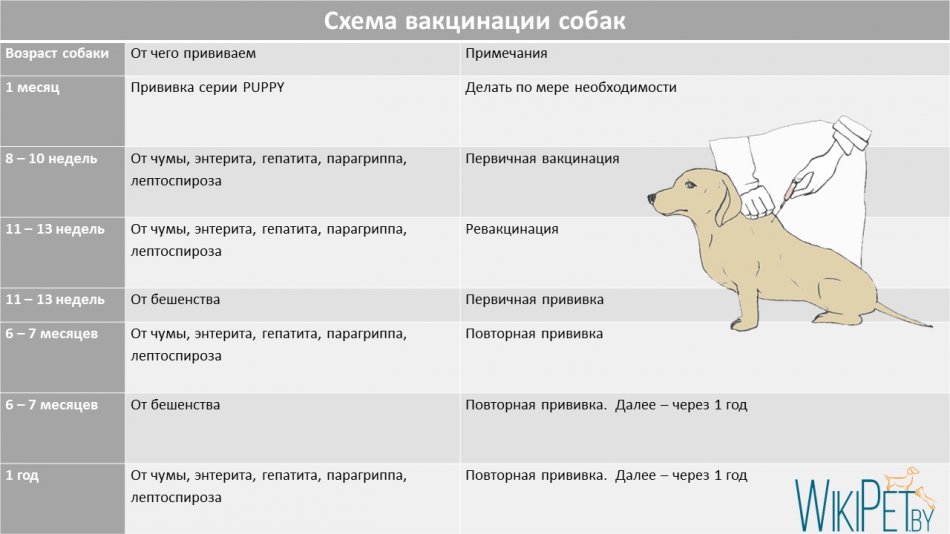 Схема вакцинации собак
Возраст собаки От чего прививаем Примечания
1 месяц Прививка серии PUPPY Делать по мере необходимости
8 – 10 недель От чумы, энтерита, гепатита, парагриппа, Первичная вакцинация
лептоспироза
11 – 13 недель От чумы, энтерита, гепатита, парагриппа, Ревакцинация
лептоспироза
11 – 13 недель От бешенства Первичная прививка
6 – 7 месяцев От чумы, энтерита, гепатита, парагриппа, Повторная прививка
лептоспироза
6 – 7 месяцев От бешенства Повторная прививка. Далее – через 1 год
1 год От чумы, энтерита, гепатита, парагриппа, Повторная прививка. Далее – через 1 год
лептоспироза
WIKIPET.BY